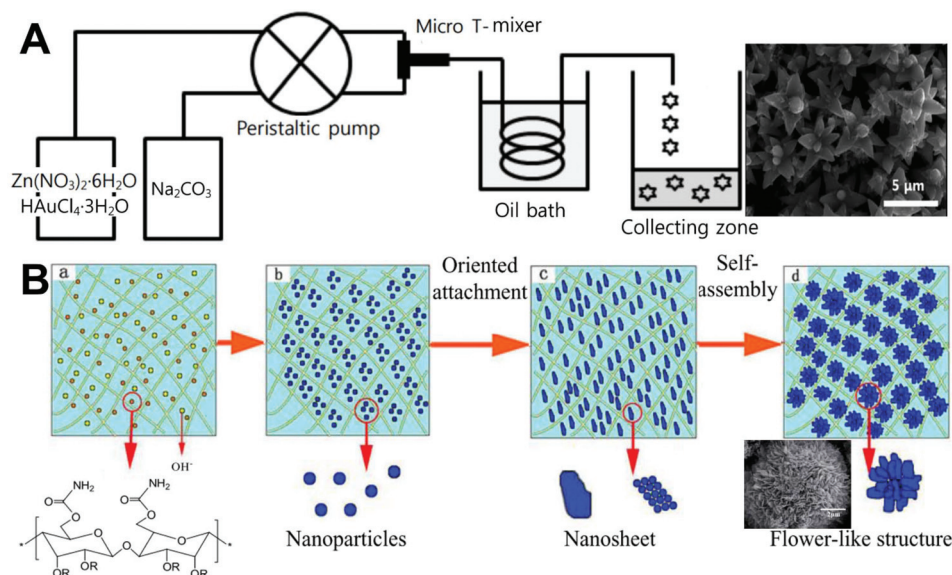 A
Micro T-mixer
Peristaltic pump
Zn(NO₃)₂·6H₂O
HAuCl₄·3H₂O
Na₂CO₃
Oil bath
Collecting zone
5 μm
B
a
b
Oriented
attachment
c
Self-
assembly
d
OH⁻
O
NH₂
O
O
NH₂
O
O
O
O
*
*
OR
OR
OR
OR
Nanoparticles
Nanosheet
2μm
Flower-like structure